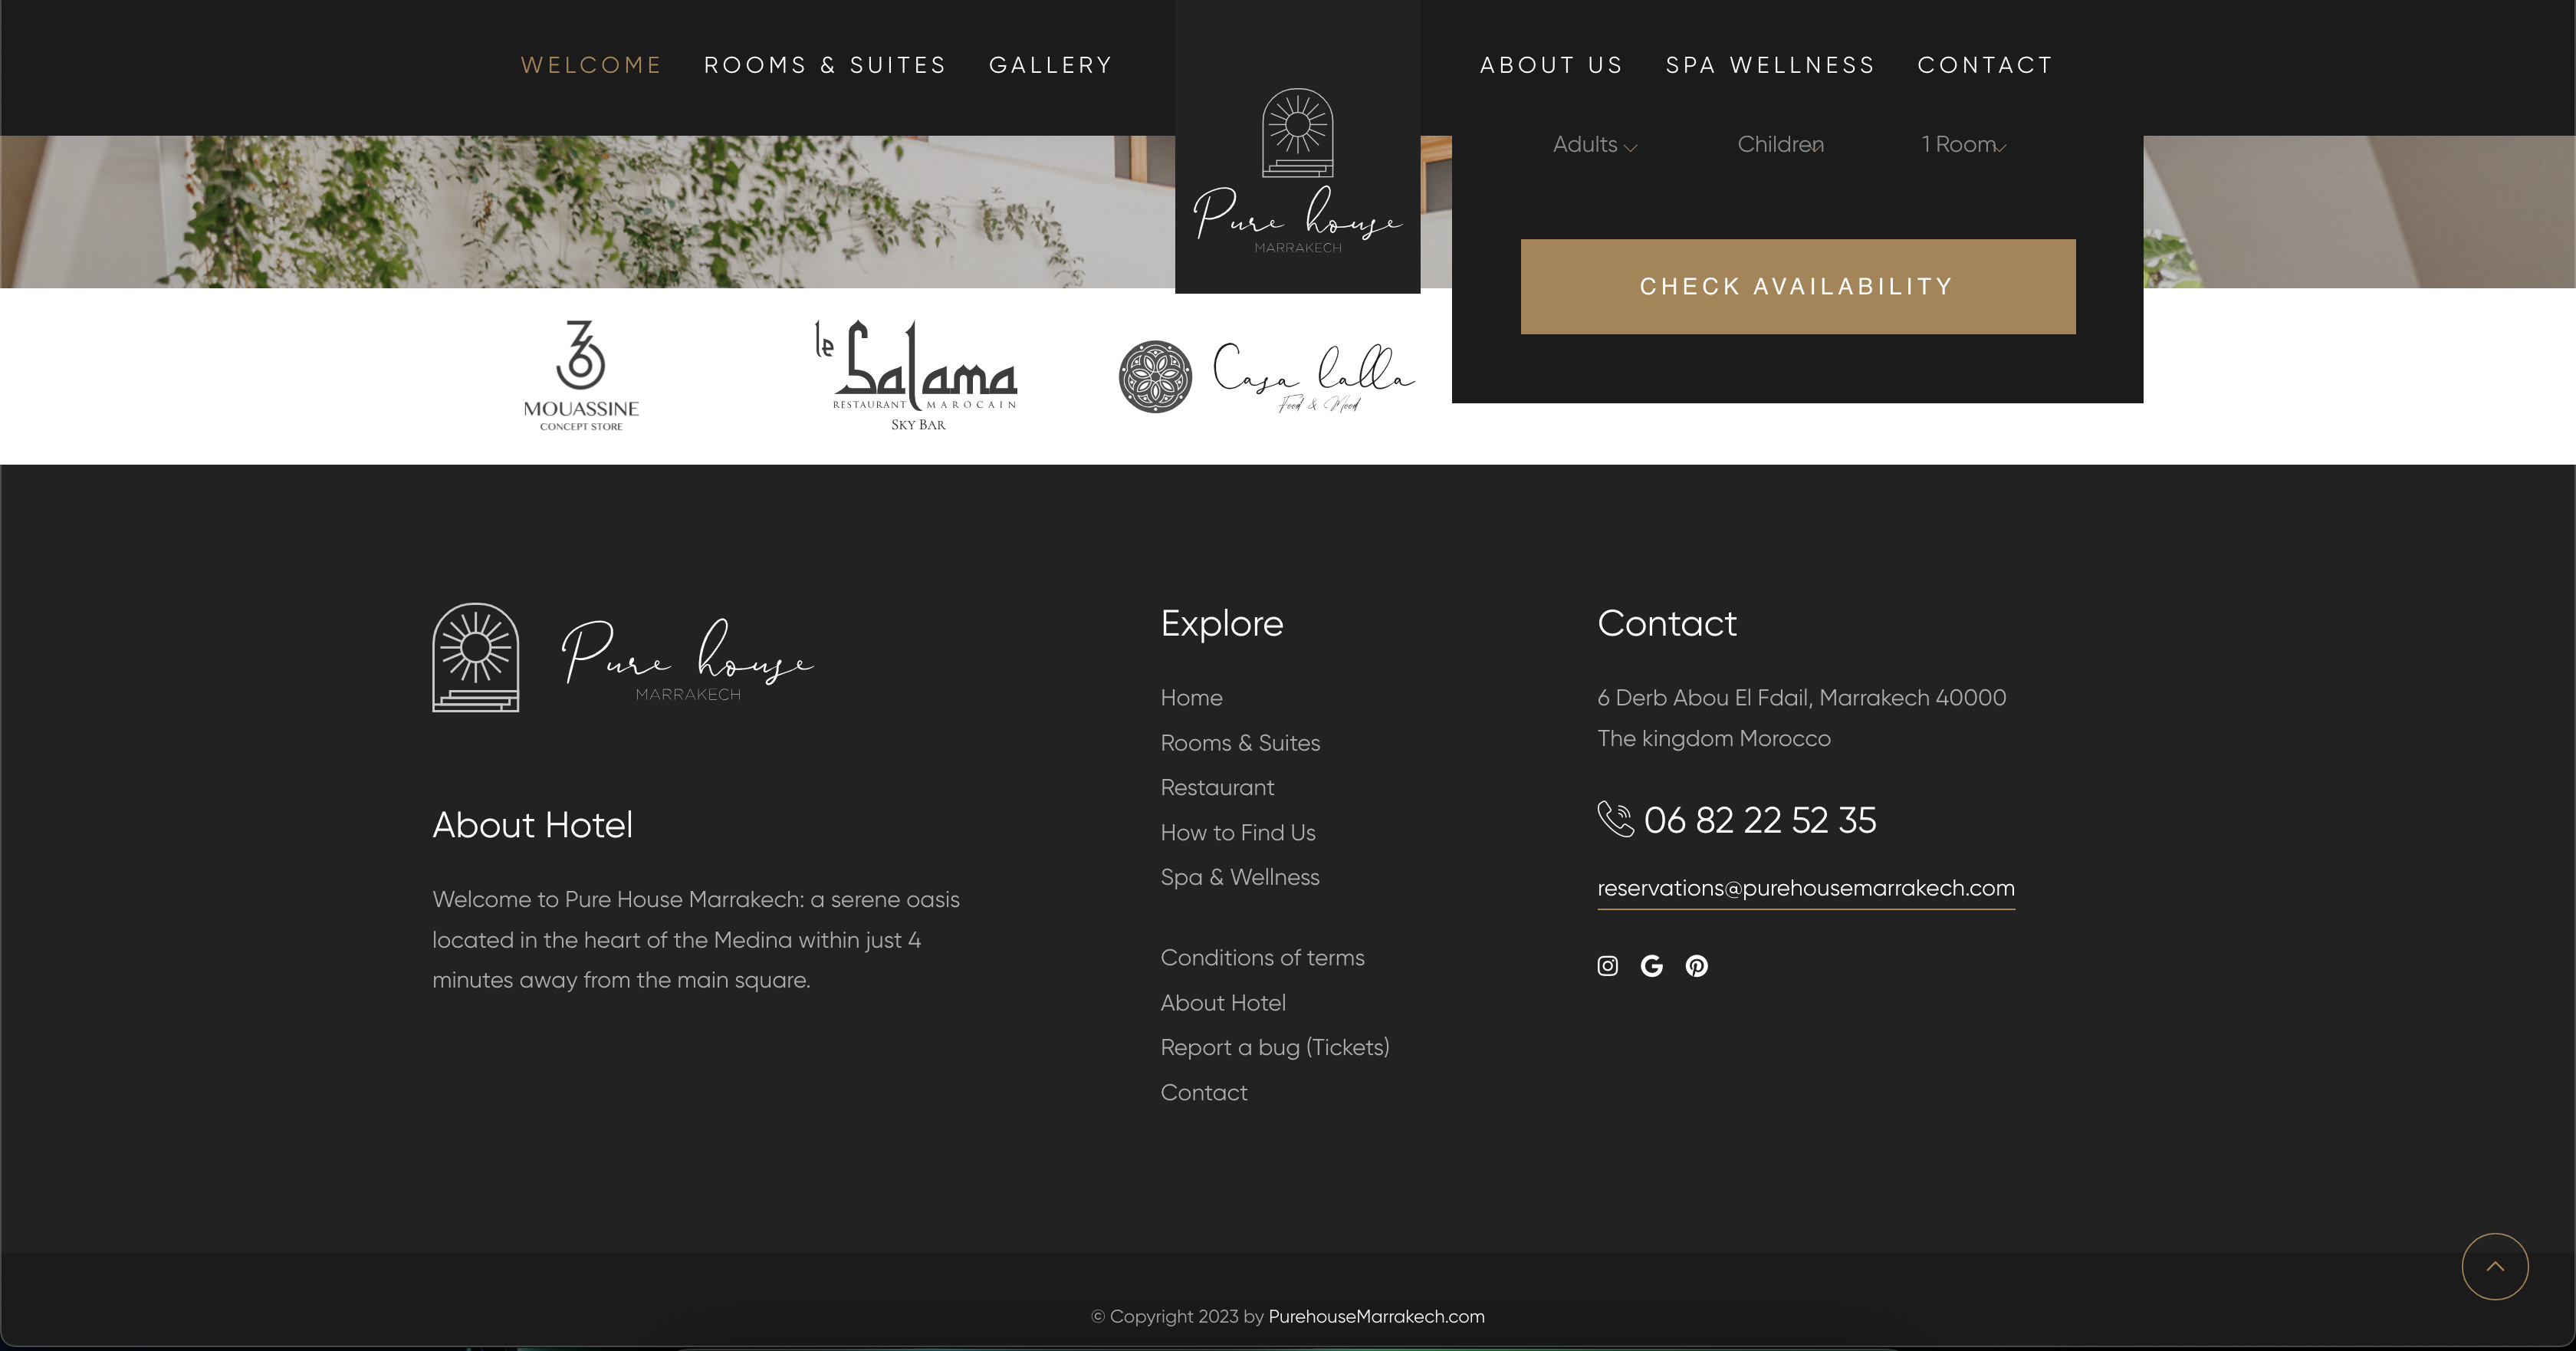 WELCOME ROOMS & SUITES GALLERY
ABOUT US SPA WELLNESS CONTACT
Pure house
MARRAKECH
Adults
Children
1 Room
CHECK AVAILABILITY
36
MOUASSINE
CONCEPT STORE
le Salama
RESTAURANT MAROCAIN
SKY BAR
Casa lalla
Food & Mood
Pure house
MARRAKECH
About Hotel
Welcome to Pure House Marrakech: a serene oasis
located in the heart of the Medina within just 4
minutes away from the main square.
Explore
Home
Rooms & Suites
Restaurant
How to Find Us
Spa & Wellness
Conditions of terms
About Hotel
Report a bug (Tickets)
Contact
Contact
6 Derb Abou El Fdail, Marrakech 40000
The kingdom Morocco
06 82 22 52 35
reservations@purehousemarrakech.com
© Copyright 2023 by PurehouseMarrakech.com